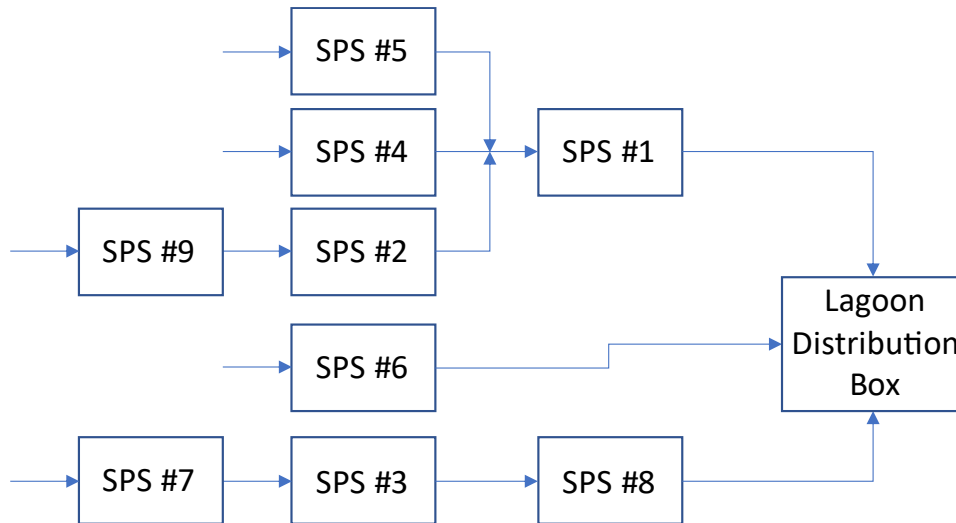 SPS #5
SPS #4
SPS #1
SPS #9
SPS #2
Lagoon
Distribution
Box
SPS #6
SPS #7
SPS #3
SPS #8